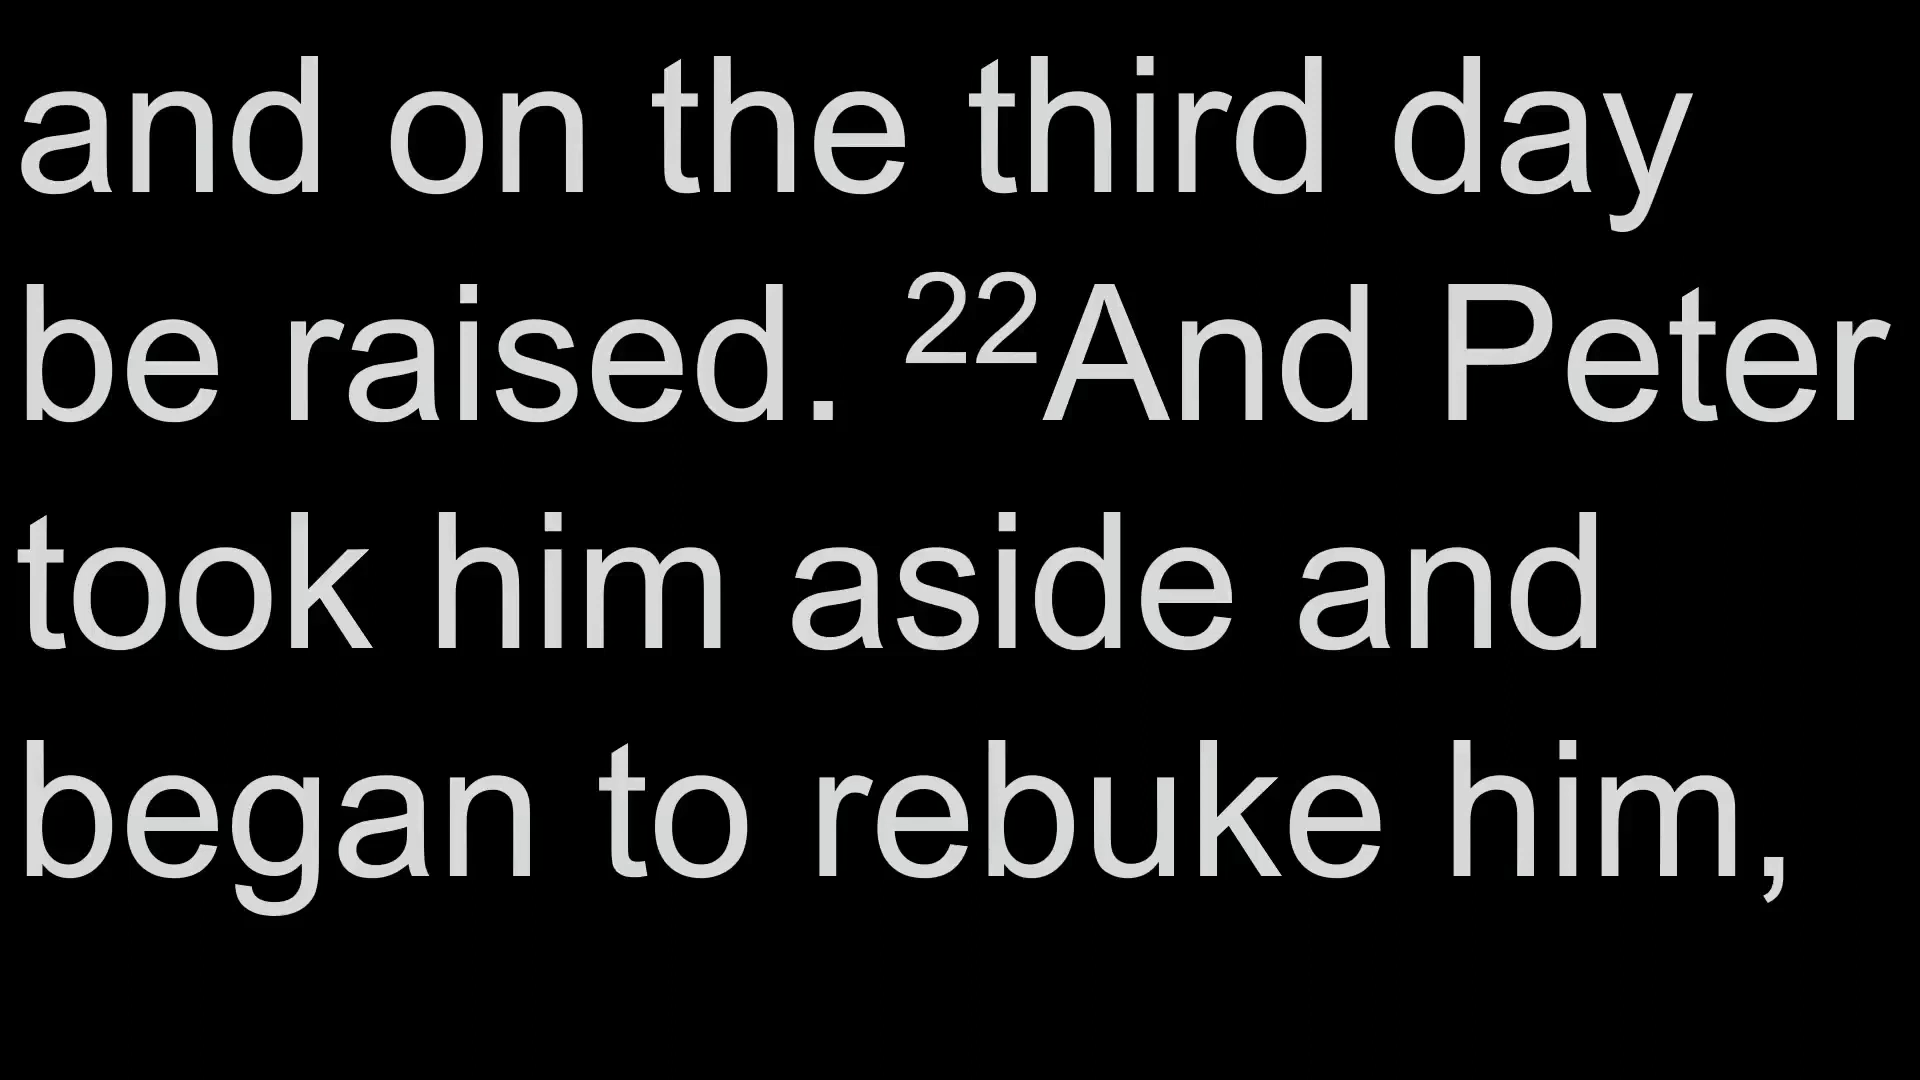 and on the third day
be raised. ²²And Peter
took him aside and
began to rebuke him,